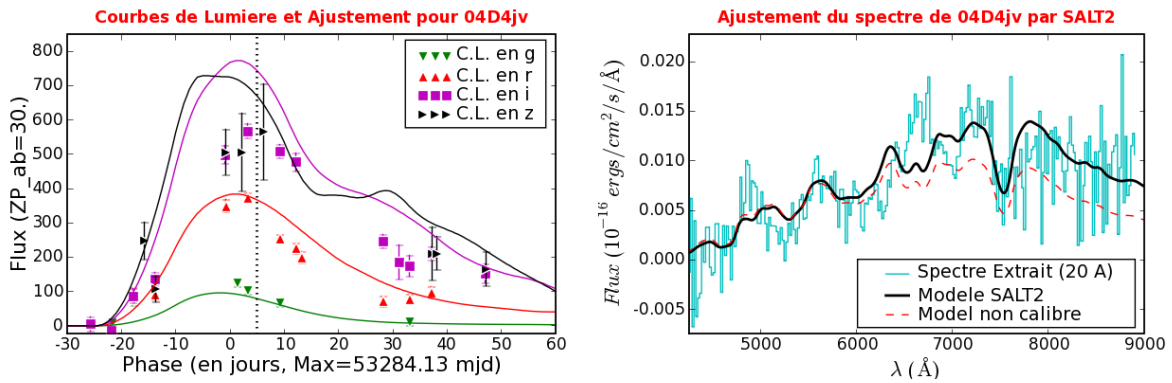 Courbes de Lumiere et Ajustement pour 04D4jv
800
700
600
500
400
300
200
100
0
Flux (ZP_ab=30.)
C.L. en g
C.L. en r
C.L. en i
C.L. en z
-30 -20 -10 0 10 20 30 40 50 60
Phase (en jours, Max=53284.13 mjd)
Ajustement du spectre de 04D4jv par SALT2
0.020
0.015
0.010
0.005
0.000
-0.005
Flux (10⁻¹⁶ ergs/cm²/s/Å)
Spectre Extrait (20 A)
Modele SALT2
Model non calibre
5000 6000 7000 8000 9000
λ (Å)